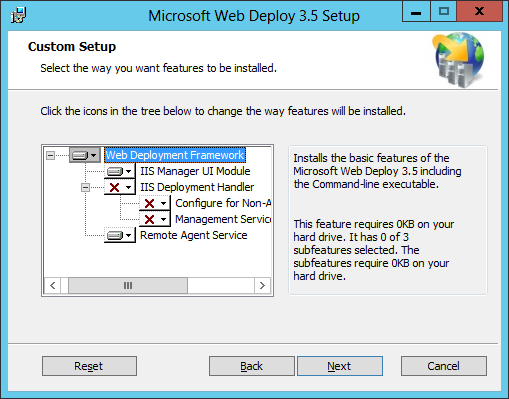 Microsoft Web Deploy 3.5 Setup
Custom Setup
Select the way you want features to be installed.
Click the icons in the tree below to change the way features will be installed.
Web Deployment Framework
IIS Manager UI Module
IIS Deployment Handler
Configure for Non-A
Management Service
Remote Agent Service
Installs the basic features of the
Microsoft Web Deploy 3.5 including
the Command-line executable.
This feature requires 0KB on your
hard drive. It has 0 of 3
subfeatures selected. The
subfeatures require 0KB on your
hard drive.
Reset
Back
Next
Cancel